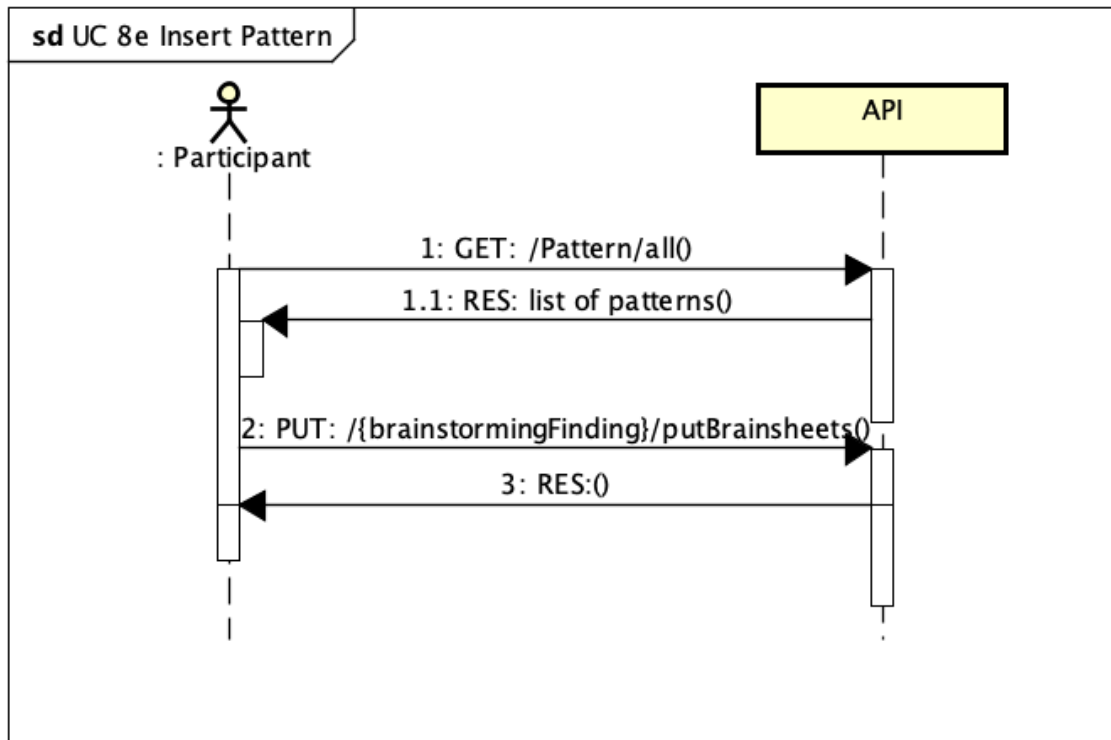 sd UC 8e Insert Pattern
: Participant
API
1: GET: /Pattern/all()
1.1: RES: list of patterns()
2: PUT: /{brainstormingFinding}/putBrainsheets()
3: RES:()